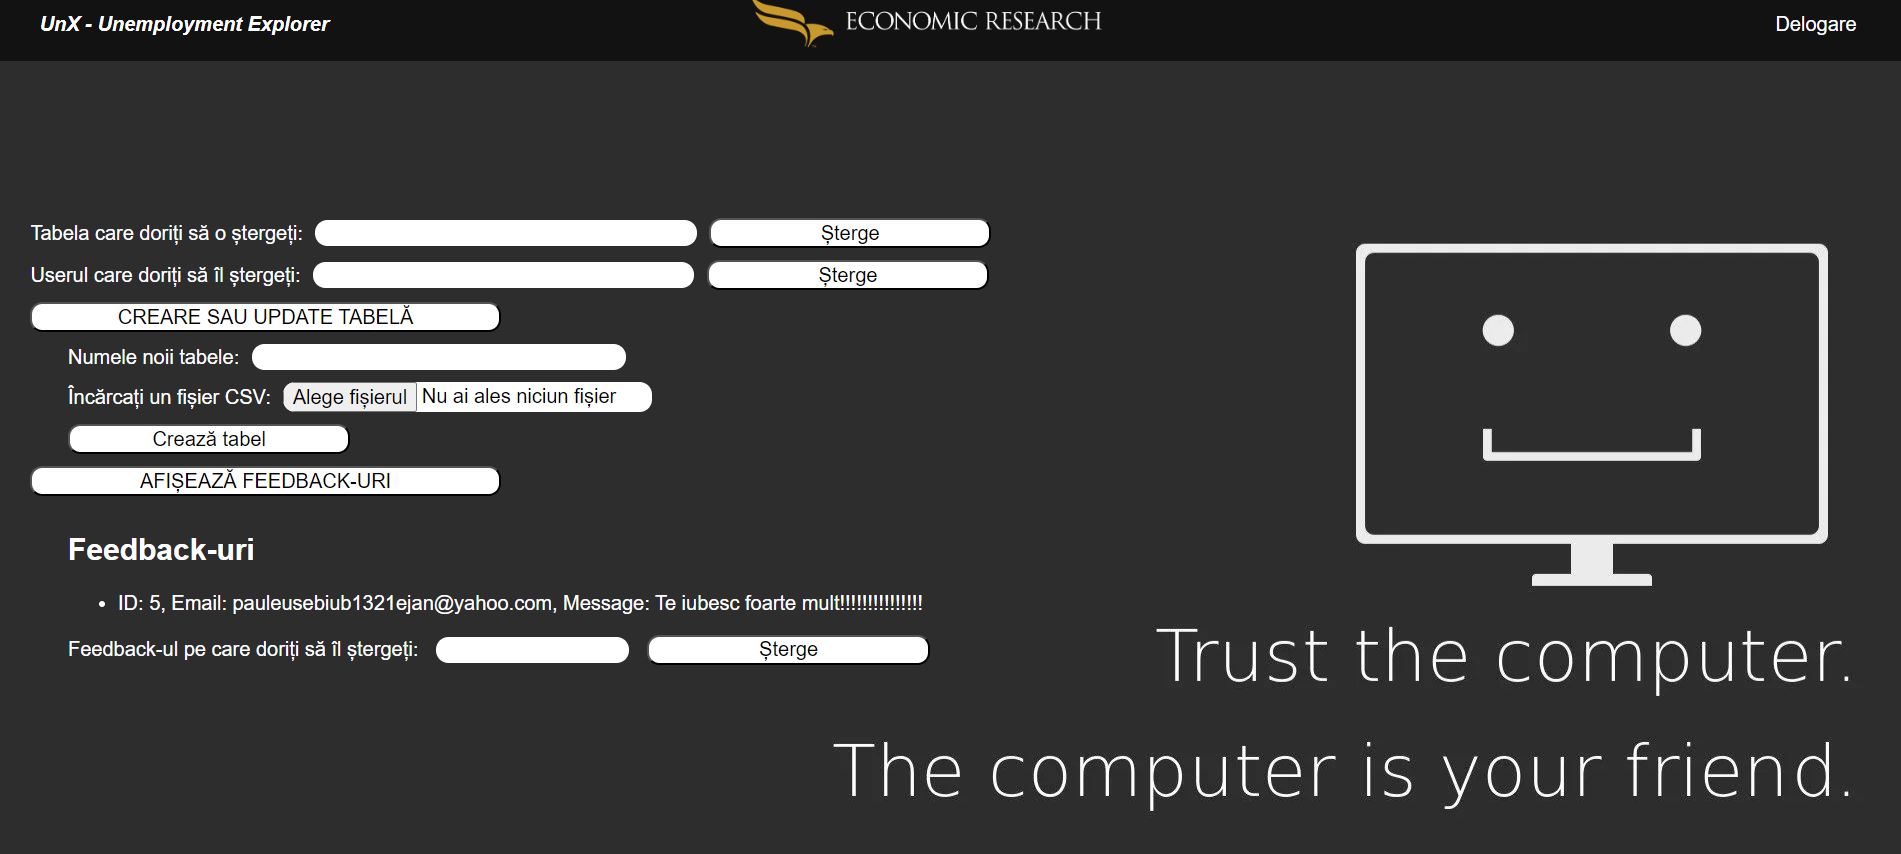 UnX - Unemployment Explorer
ECONOMIC RESEARCH
Delogare
Tabela care doriți să o ștergeți:
Șterge
Userul care doriți să îl ștergeți:
Șterge
CREARE SAU UPDATE TABELĂ
Numele noii tabele:
Încărcați un fișier CSV: Alege fișierul Nu ai ales niciun fișier
Crează tabel
AFIȘEAZĂ FEEDBACK-URI
Feedback-uri
• ID: 5, Email: pauleusebiub1321ejan@yahoo.com, Message: Te iubesc foarte mult!!!!!!!!!!!!!!!
Feedback-ul pe care doriți să îl ștergeți:
Șterge
Trust the computer.
The computer is your friend.